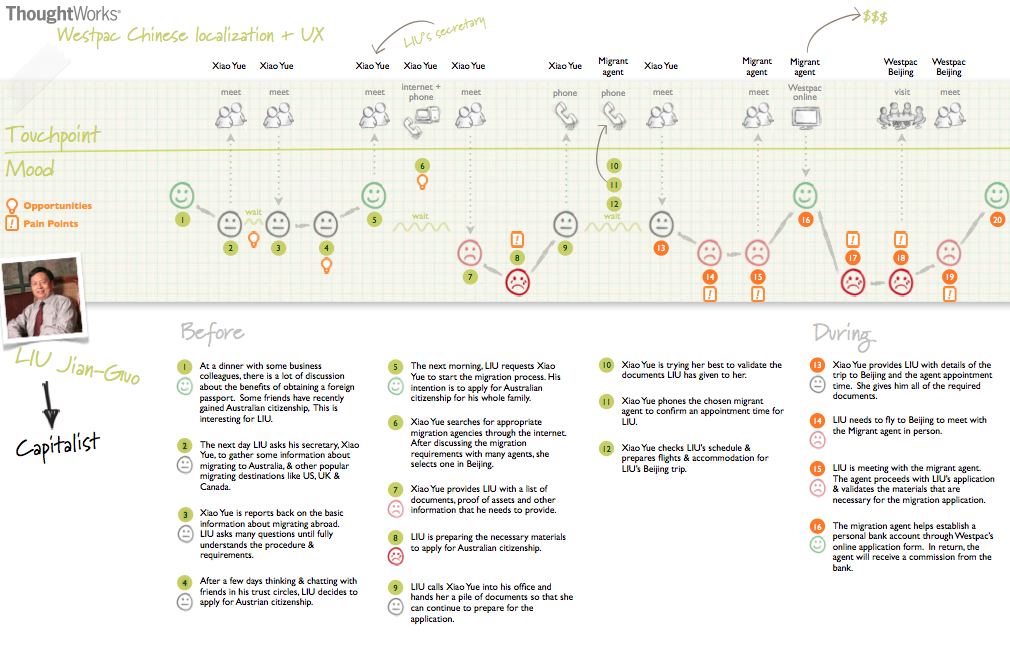 ThoughtWorks®
Westpac Chinese localization + UX
LIU's secretary
$$$
Xiao Yue
Xiao Yue
Xiao Yue
Xiao Yue
Xiao Yue
Xiao Yue
Migrant
agent
Xiao Yue
Migrant
agent
Migrant
agent
Westpac
Beijing
Westpac
Beijing
meet
meet
meet
internet +
phone
meet
phone
phone
meet
meet
Westpac
online
visit
meet
Touchpoint
Mood
Opportunities
Pain Points
1
2
wait
3
4
5
6
wait
7
8
9
10
11
12
wait
13
14
15
16
17
18
19
20
LIU Jian-Guo
Capitalist
Before
1 At a dinner with some business
colleagues, there is a lot of discussion
about the benefits of obtaining a foreign
passport. Some friends have recently
gained Australian citizenship, This is
interesting for LIU.
2 The next day LIU asks his secretary, Xiao
Yue, to gather some information about
migrating to Australia, & other popular
migrating destinations like US, UK &
Canada.
3 Xiao Yue is reports back on the basic
information about migrating abroad.
LIU asks many questions until fully
understands the procedure &
requirements.
4 After a few days thinking & chatting with
friends in his trust circles, LIU decides to
apply for Austrian citizenship.
5 The next morning, LIU requests Xiao
Yue to start the migration process. His
intention is to apply for Australian
citizenship for his whole family.
6 Xiao Yue searches for appropriate
migration agencies through the internet.
After discussing the migration
requirements with many agents, she
selects one in Beijing.
7 Xiao Yue provides LIU with a list of
documents, proof of assets and other
information that he needs to provide.
8 LIU is preparing the necessary materials
to apply for Australian citizenship.
9 LIU calls Xiao Yue into his office and
hands her a pile of documents so that she
can continue to prepare for the
application.
10 Xiao Yue is trying her best to validate the
documents LIU has given to her.
11 Xiao Yue phones the chosen migrant
agent to confirm an appointment time for
LIU.
12 Xiao Yue checks LIU's schedule &
prepares flights & accommodation for
LIU's Beijing trip.
During
13 Xiao Yue provides LIU with details of the
trip to Beijing and the agent appointment
time. She gives him all of the required
documents.
14 LIU needs to fly to Beijing to meet with
the Migrant agent in person.
15 LIU is meeting with the migrant agent.
The agent proceeds with LIU's application
& validates the materials that are
necessary for the migration application.
16 The migration agent helps establish a
personal bank account through Westpac's
online application form. In return, the
agent will receive a commission from the
bank.